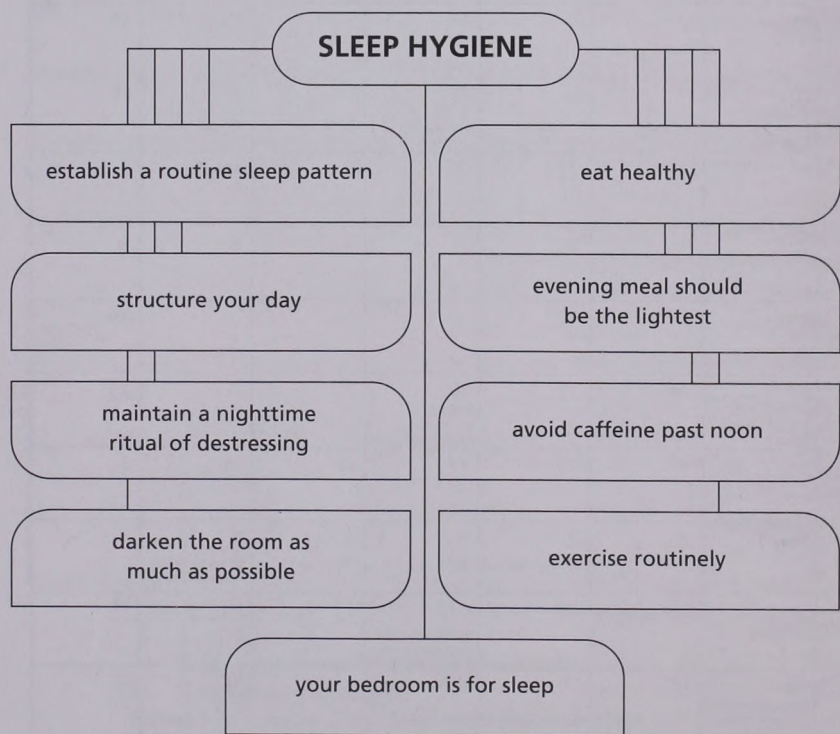 SLEEP HYGIENE
establish a routine sleep pattern
structure your day
maintain a nighttime
ritual of destressing
darken the room as
much as possible
eat healthy
evening meal should
be the lightest
avoid caffeine past noon
exercise routinely
your bedroom is for sleep